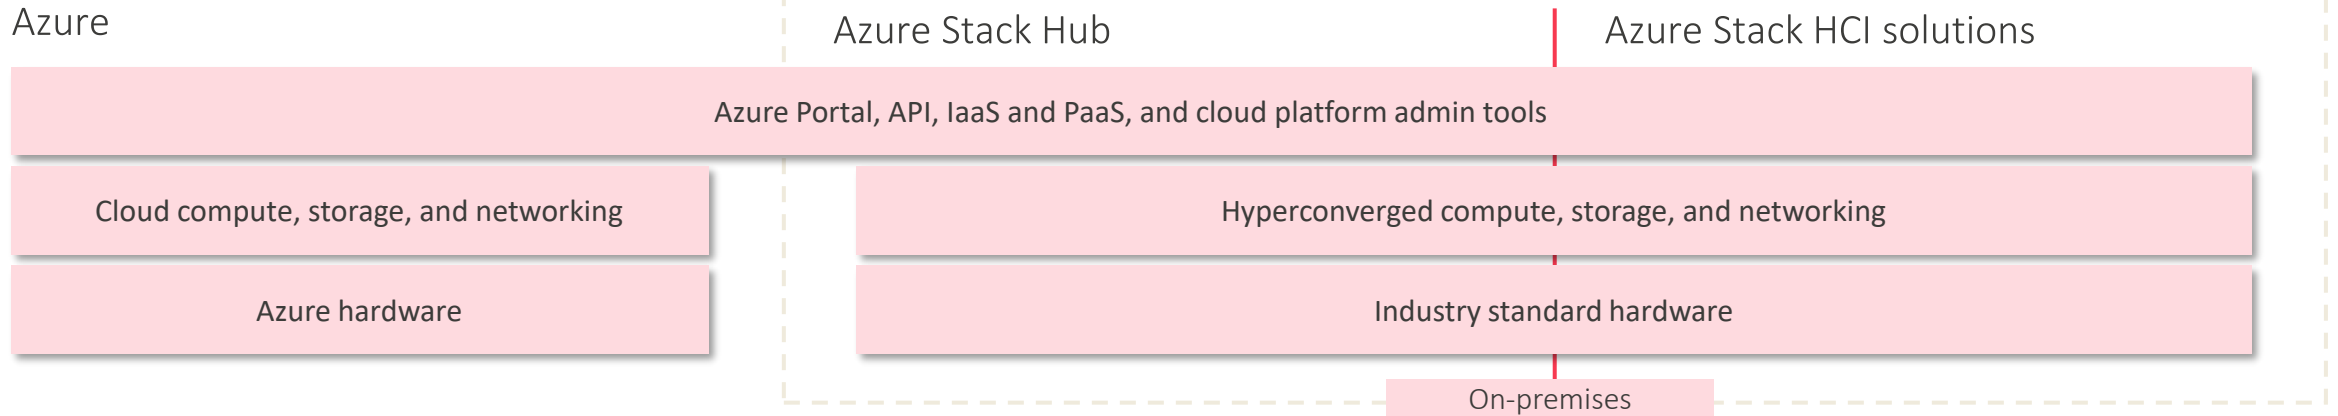 Azure
Azure Stack Hub
Azure Stack HCI solutions
Azure Portal, API, IaaS and PaaS, and cloud platform admin tools
Cloud compute, storage, and networking
Hyperconverged compute, storage, and networking
Azure hardware
Industry standard hardware
On-premises